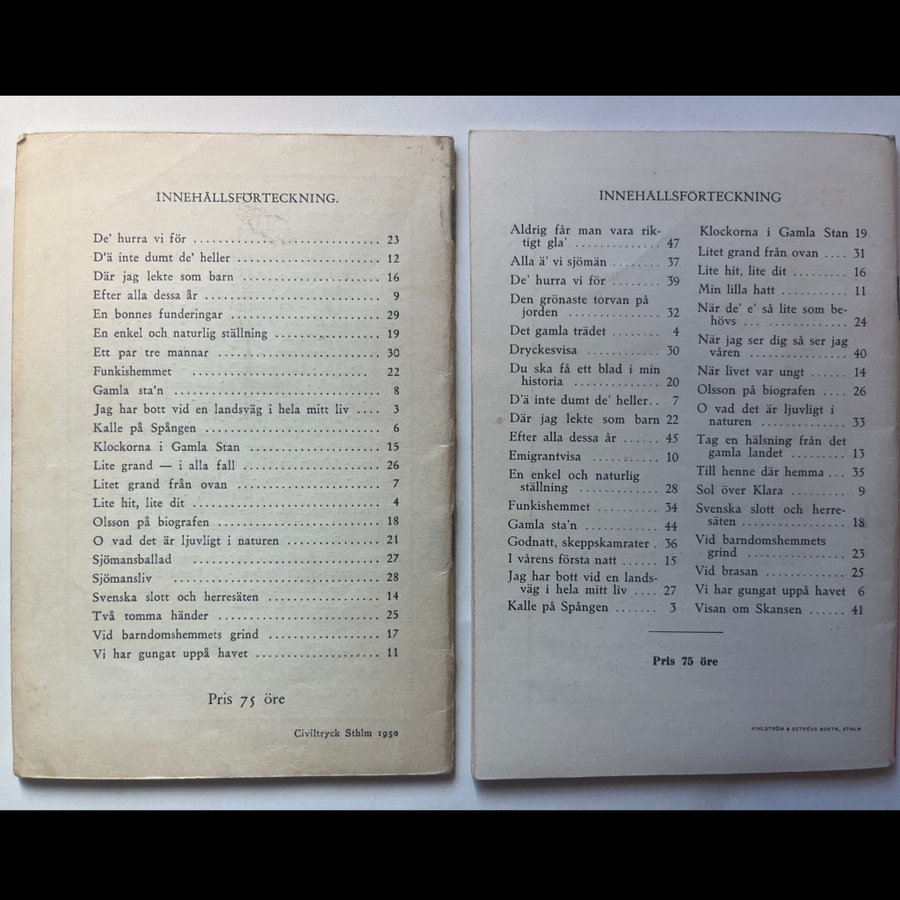 INNEHÅLLSFÖRTECKNING.
De' hurra vi för ............................ 23
D'ä inte dumt de' heller ...................... 12
Där jag lekte som barn ...................... 16
Efter alla dessa år .......................... 9
En bonnes funderingar ...................... 29
En enkel och naturlig ställning ................ 19
Ett par tre mannar .......................... 30
Funkishemmet .......................... 22
Gamla sta'n ................................ 8
Jag har bott vid en landsväg i hela mitt liv .... 3
Kalle på Spången .......................... 6
Klockorna i Gamla Stan ...................... 15
Lite grand — i alla fall ...................... 26
Litet grand från ovan ........................ 7
Lite hit, lite dit ............................ 4
Olsson på biografen ........................ 18
O vad det är ljuvligt i naturen .............. 21
Sjömansballad ............................ 27
Sjömansliv .............................. 28
Svenska slott och herresäten .................. 14
Två tomma händer .......................... 25
Vid barndomshemmets grind .................. 17
Vi har gungat uppå havet .................... 11
Pris 75 öre
Civiltryck Sthlm 1950
INNEHÅLLSFÖRTECKNING
Aldrig får man vara rik-
tigt gla' .............. 47
Alla ä' vi sjömän ....... 37
De' hurra vi för ........ 39
Den grönaste torvan på
jorden .............. 32
Det gamla trädet ........ 4
Dryckesvisa ............ 30
Du ska få ett blad i min
historia .............. 20
D'ä inte dumt de' heller.. 7
Där jag lekte som barn 22
Efter alla dessa år ...... 45
Emigrantvisa ........... 10
En enkel och naturlig
ställning ............ 28
Funkishemmet .......... 34
Gamla sta'n ............ 44
Godnatt, skeppskamrater . 36
I vårens första natt ...... 15
Jag har bott vid en lands-
väg i hela mitt liv .... 27
Kalle på Spången ....... 3
Klockorna i Gamla Stan 19
Litet grand från ovan .... 31
Lite hit, lite dit .......... 16
Min lilla hatt ............ 11
När de' e' så lite som be-
hövs ... .............. 24
När jag ser dig så ser jag
våren ................ 40
När livet var ungt ...... 14
Olsson på biografen .... 26
O vad det är ljuvligt i
naturen .............. 33
Tag en hälsning från det
gamla landet .......... 13
Till henne där hemma ... 35
Sol över Klara .......... 9
Svenska slott och herre-
säten ................. 18
Vid barndomshemmets
grind ................ 23
Vid brasan ............. 25
Vi har gungat uppå havet 6
Visan om Skansen ...... 41
Pris 75 öre
KIHLSTRÖM & SETRÉUS BOKTR., STHLM